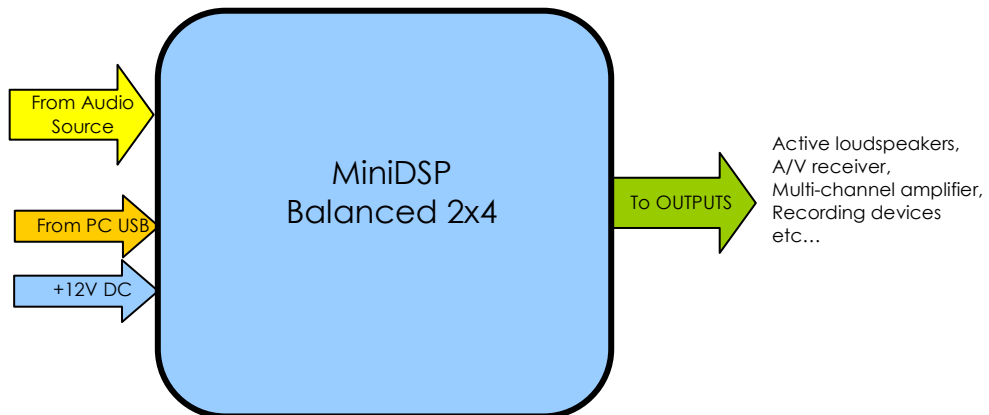 From Audio
Source
From PC USB
+12V DC
MiniDSP
Balanced 2x4
To OUTPUTS
Active loudspeakers,
A/V receiver,
Multi-channel amplifier,
Recording devices
etc…